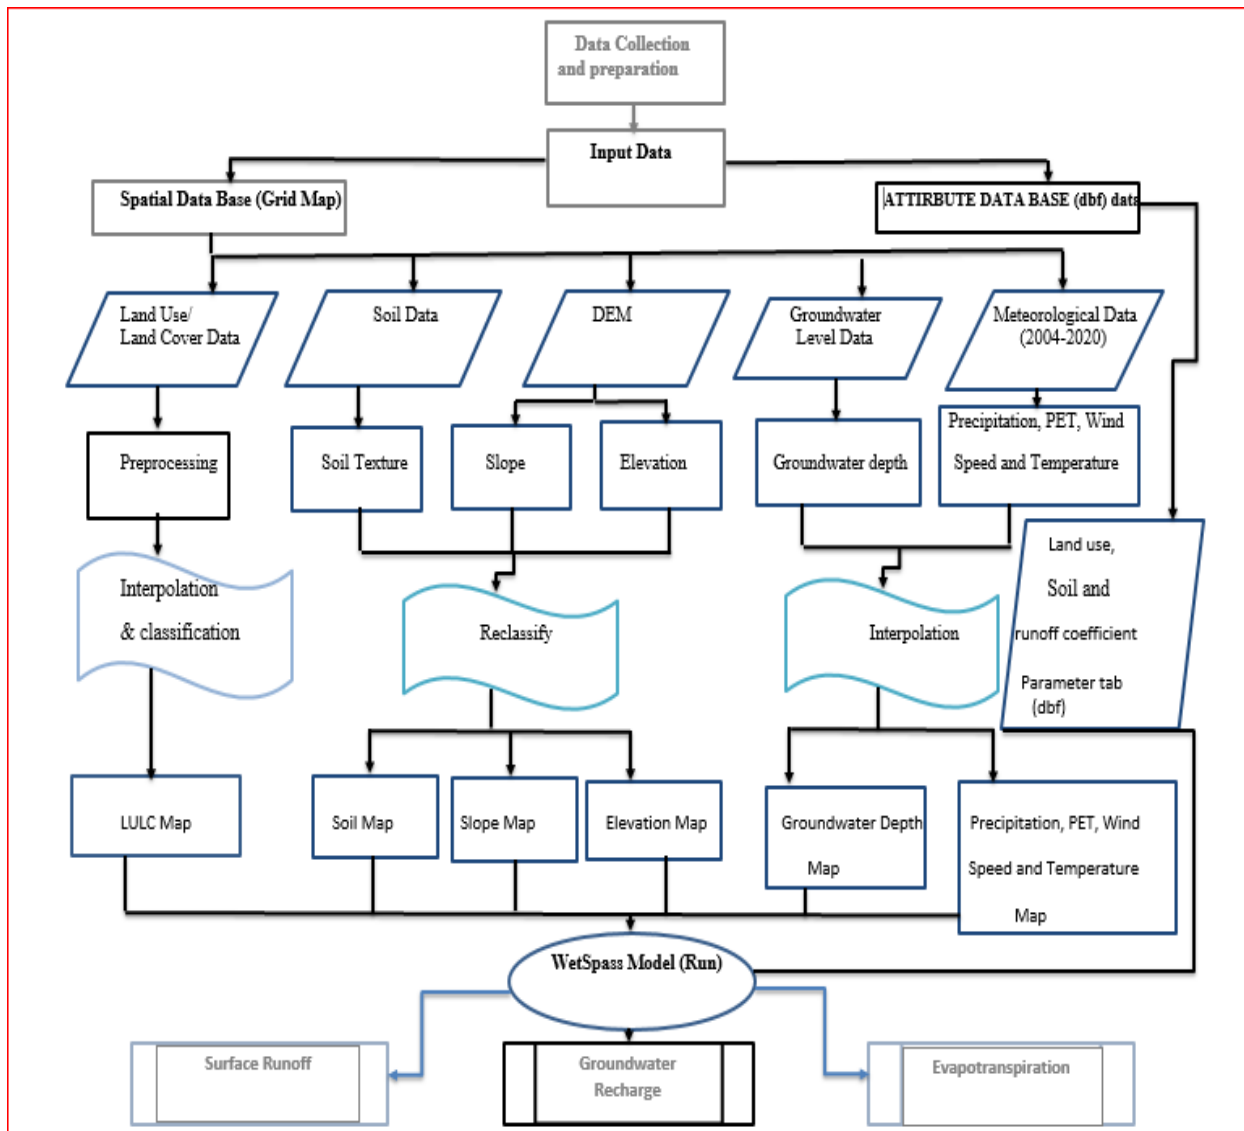 Data Collection
and preparation
Input Data
Spatial Data Base (Grid Map)
ATTIRBUTE DATA BASE (dbf) data
Land Use/
Land Cover Data
Soil Data
DEM
Groundwater
Level Data
Meteorological Data
(2004-2020)
Preprocessing
Soil Texture
Slope
Elevation
Groundwater depth
Precipitation, PET, Wind
Speed and Temperature
Interpolation
& classification
Reclassify
Interpolation
Land use,
Soil and
runoff coefficient
Parameter tab
(dbf)
LULC Map
Soil Map
Slope Map
Elevation Map
Groundwater Depth
Map
Precipitation, PET, Wind
Speed and Temperature
Map
WetSpass Model (Run)
Surface Runoff
Groundwater
Recharge
Evapotranspiration